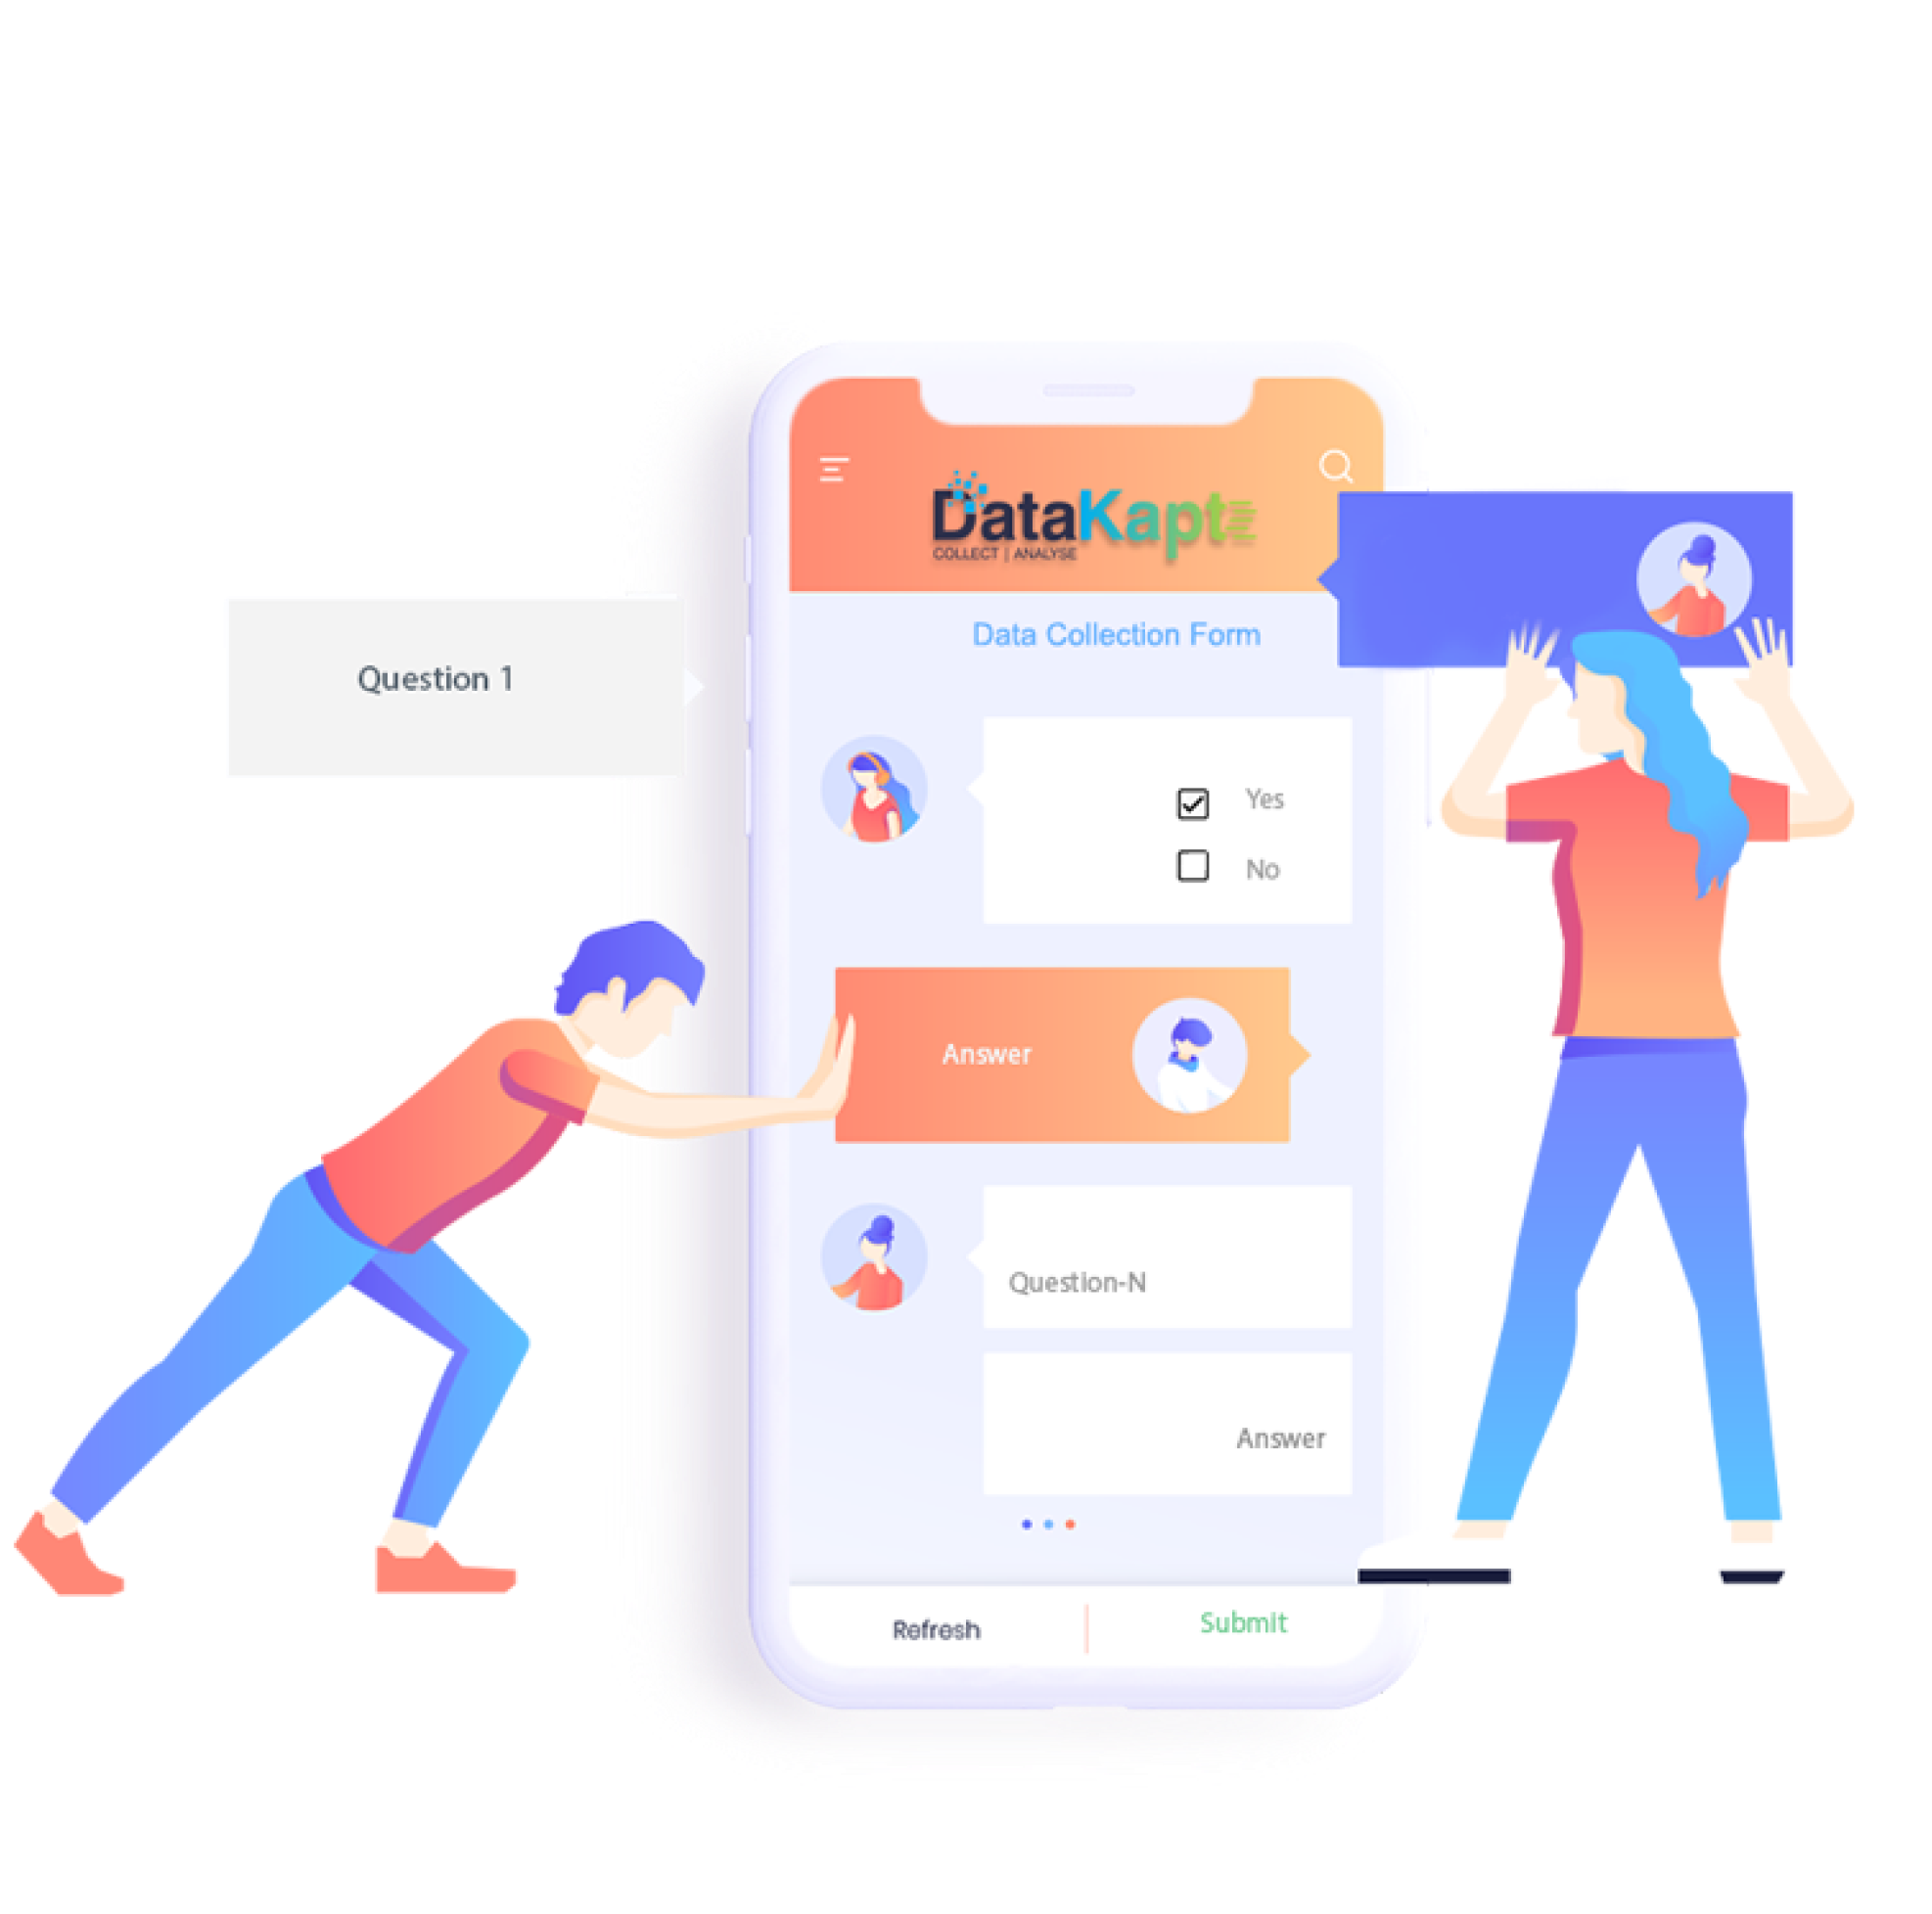 DataKapt
COLLECT | ANALYSE
Data Collection Form
Question 1
Yes
No
Answer
Question-N
Answer
Refresh
Submit